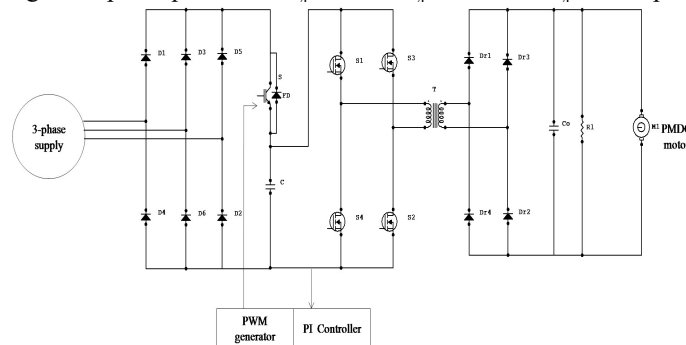 D1
D3
D5
S
FD
S1
S3
T
Dr1
Dr3
3-phase
supply
C
Co
R1
M1
PMDC
motor
D4
D6
D2
S4
S2
Dr4
Dr2
PWM
generator
PI Controller